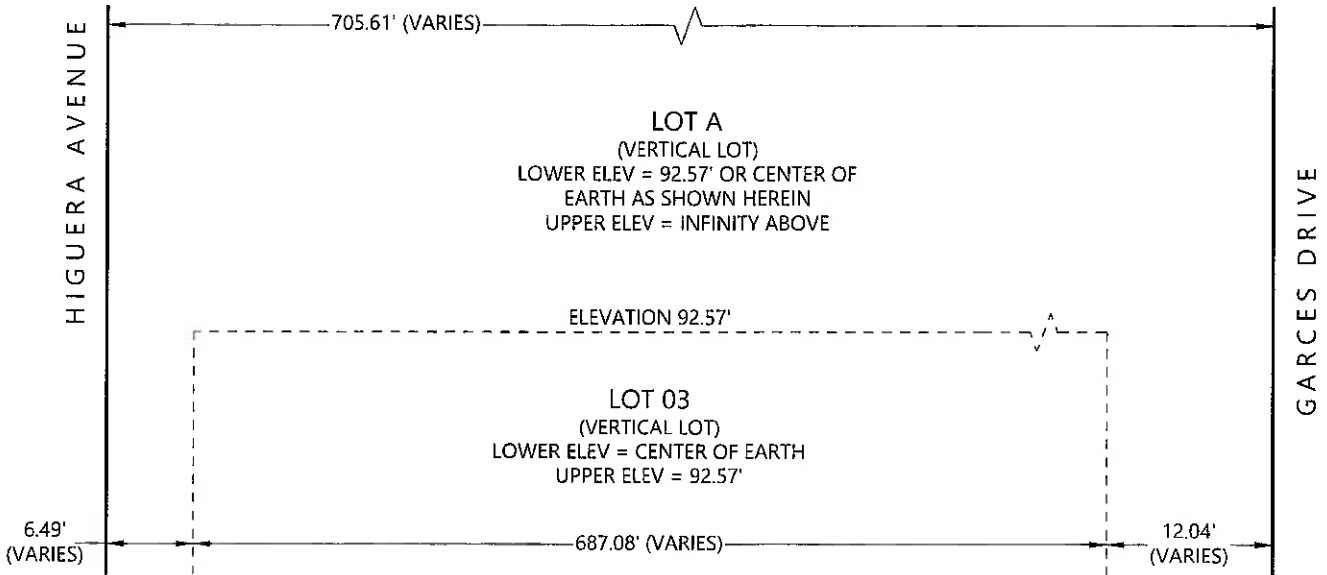 705.61' (VARIES)
HIGUERA AVENUE
LOT A
(VERTICAL LOT)
LOWER ELEV = 92.57' OR CENTER OF
EARTH AS SHOWN HEREIN
UPPER ELEV = INFINITY ABOVE
GARCES DRIVE
ELEVATION 92.57'
LOT 03
(VERTICAL LOT)
LOWER ELEV = CENTER OF EARTH
UPPER ELEV = 92.57'
6.49'
(VARIES)
687.08' (VARIES)
12.04'
(VARIES)